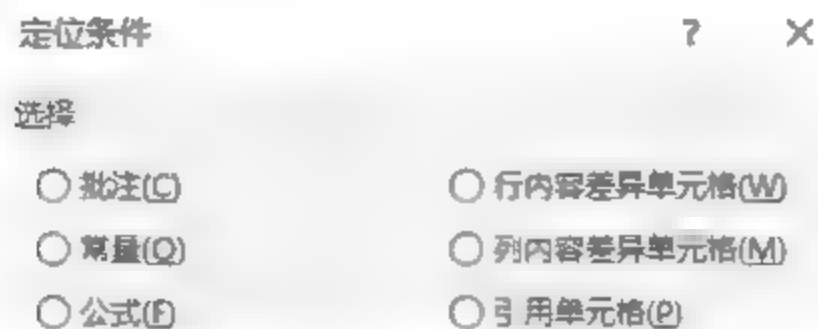 定位条件 ? ×
选择
批注(C) 行内容差异单元格(W)
常量(O) 列内容差异单元格(M)
公式(F) 引用单元格(P)